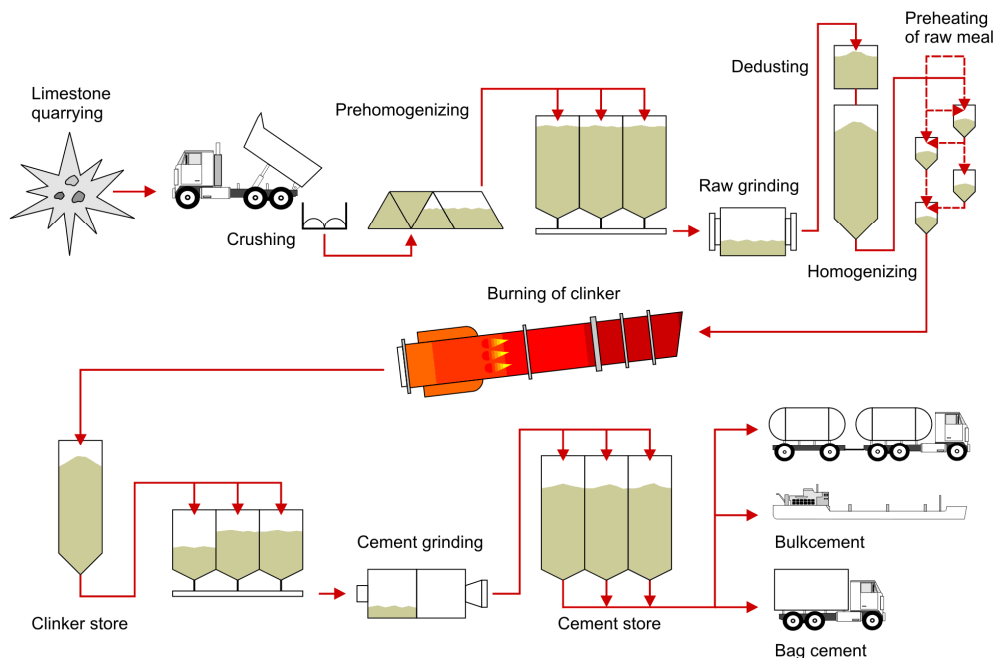 Limestone
quarrying
Crushing
Prehomogenizing
Raw grinding
Dedusting
Homogenizing
Preheating
of raw meal
Burning of clinker
Clinker store
Cement grinding
Cement store
Bulkcement
Bag cement